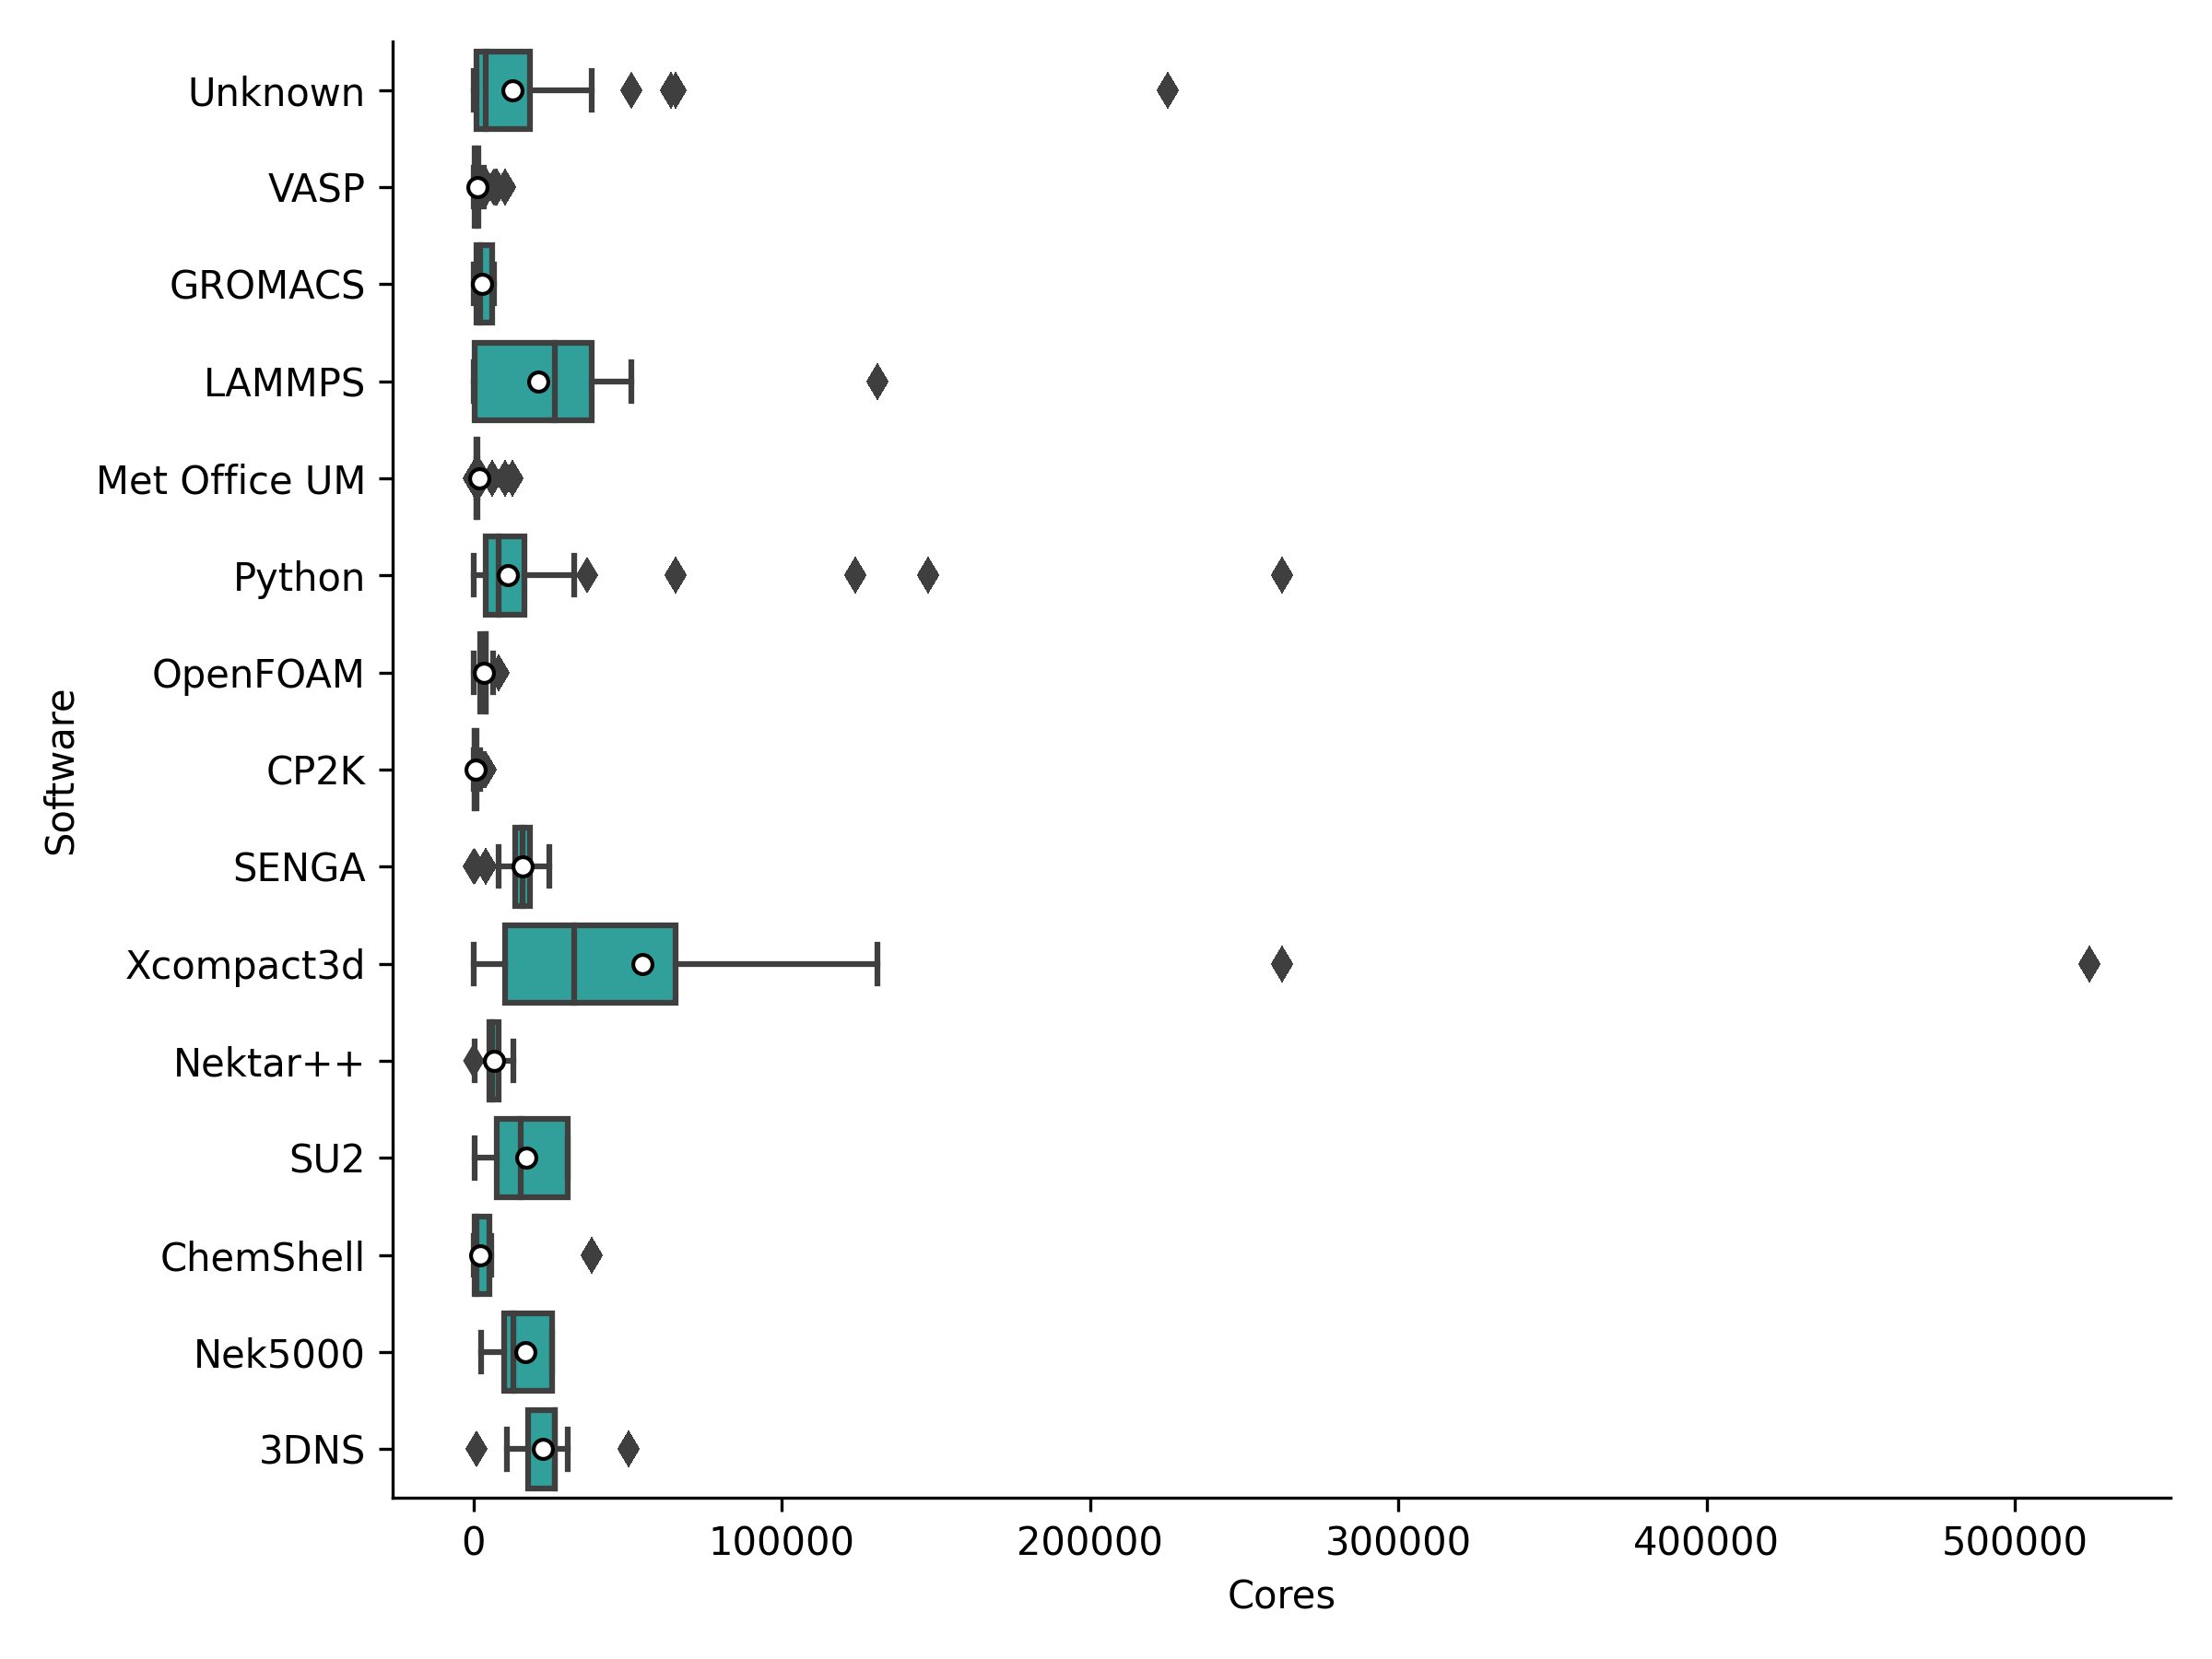 Unknown
VASP
GROMACS
LAMMPS
Met Office UM
Python
OpenFOAM
CP2K
SENGA
Xcompact3d
Nektar++
SU2
ChemShell
Nek5000
3DNS
Software
0 100000 200000 300000 400000 500000
Cores